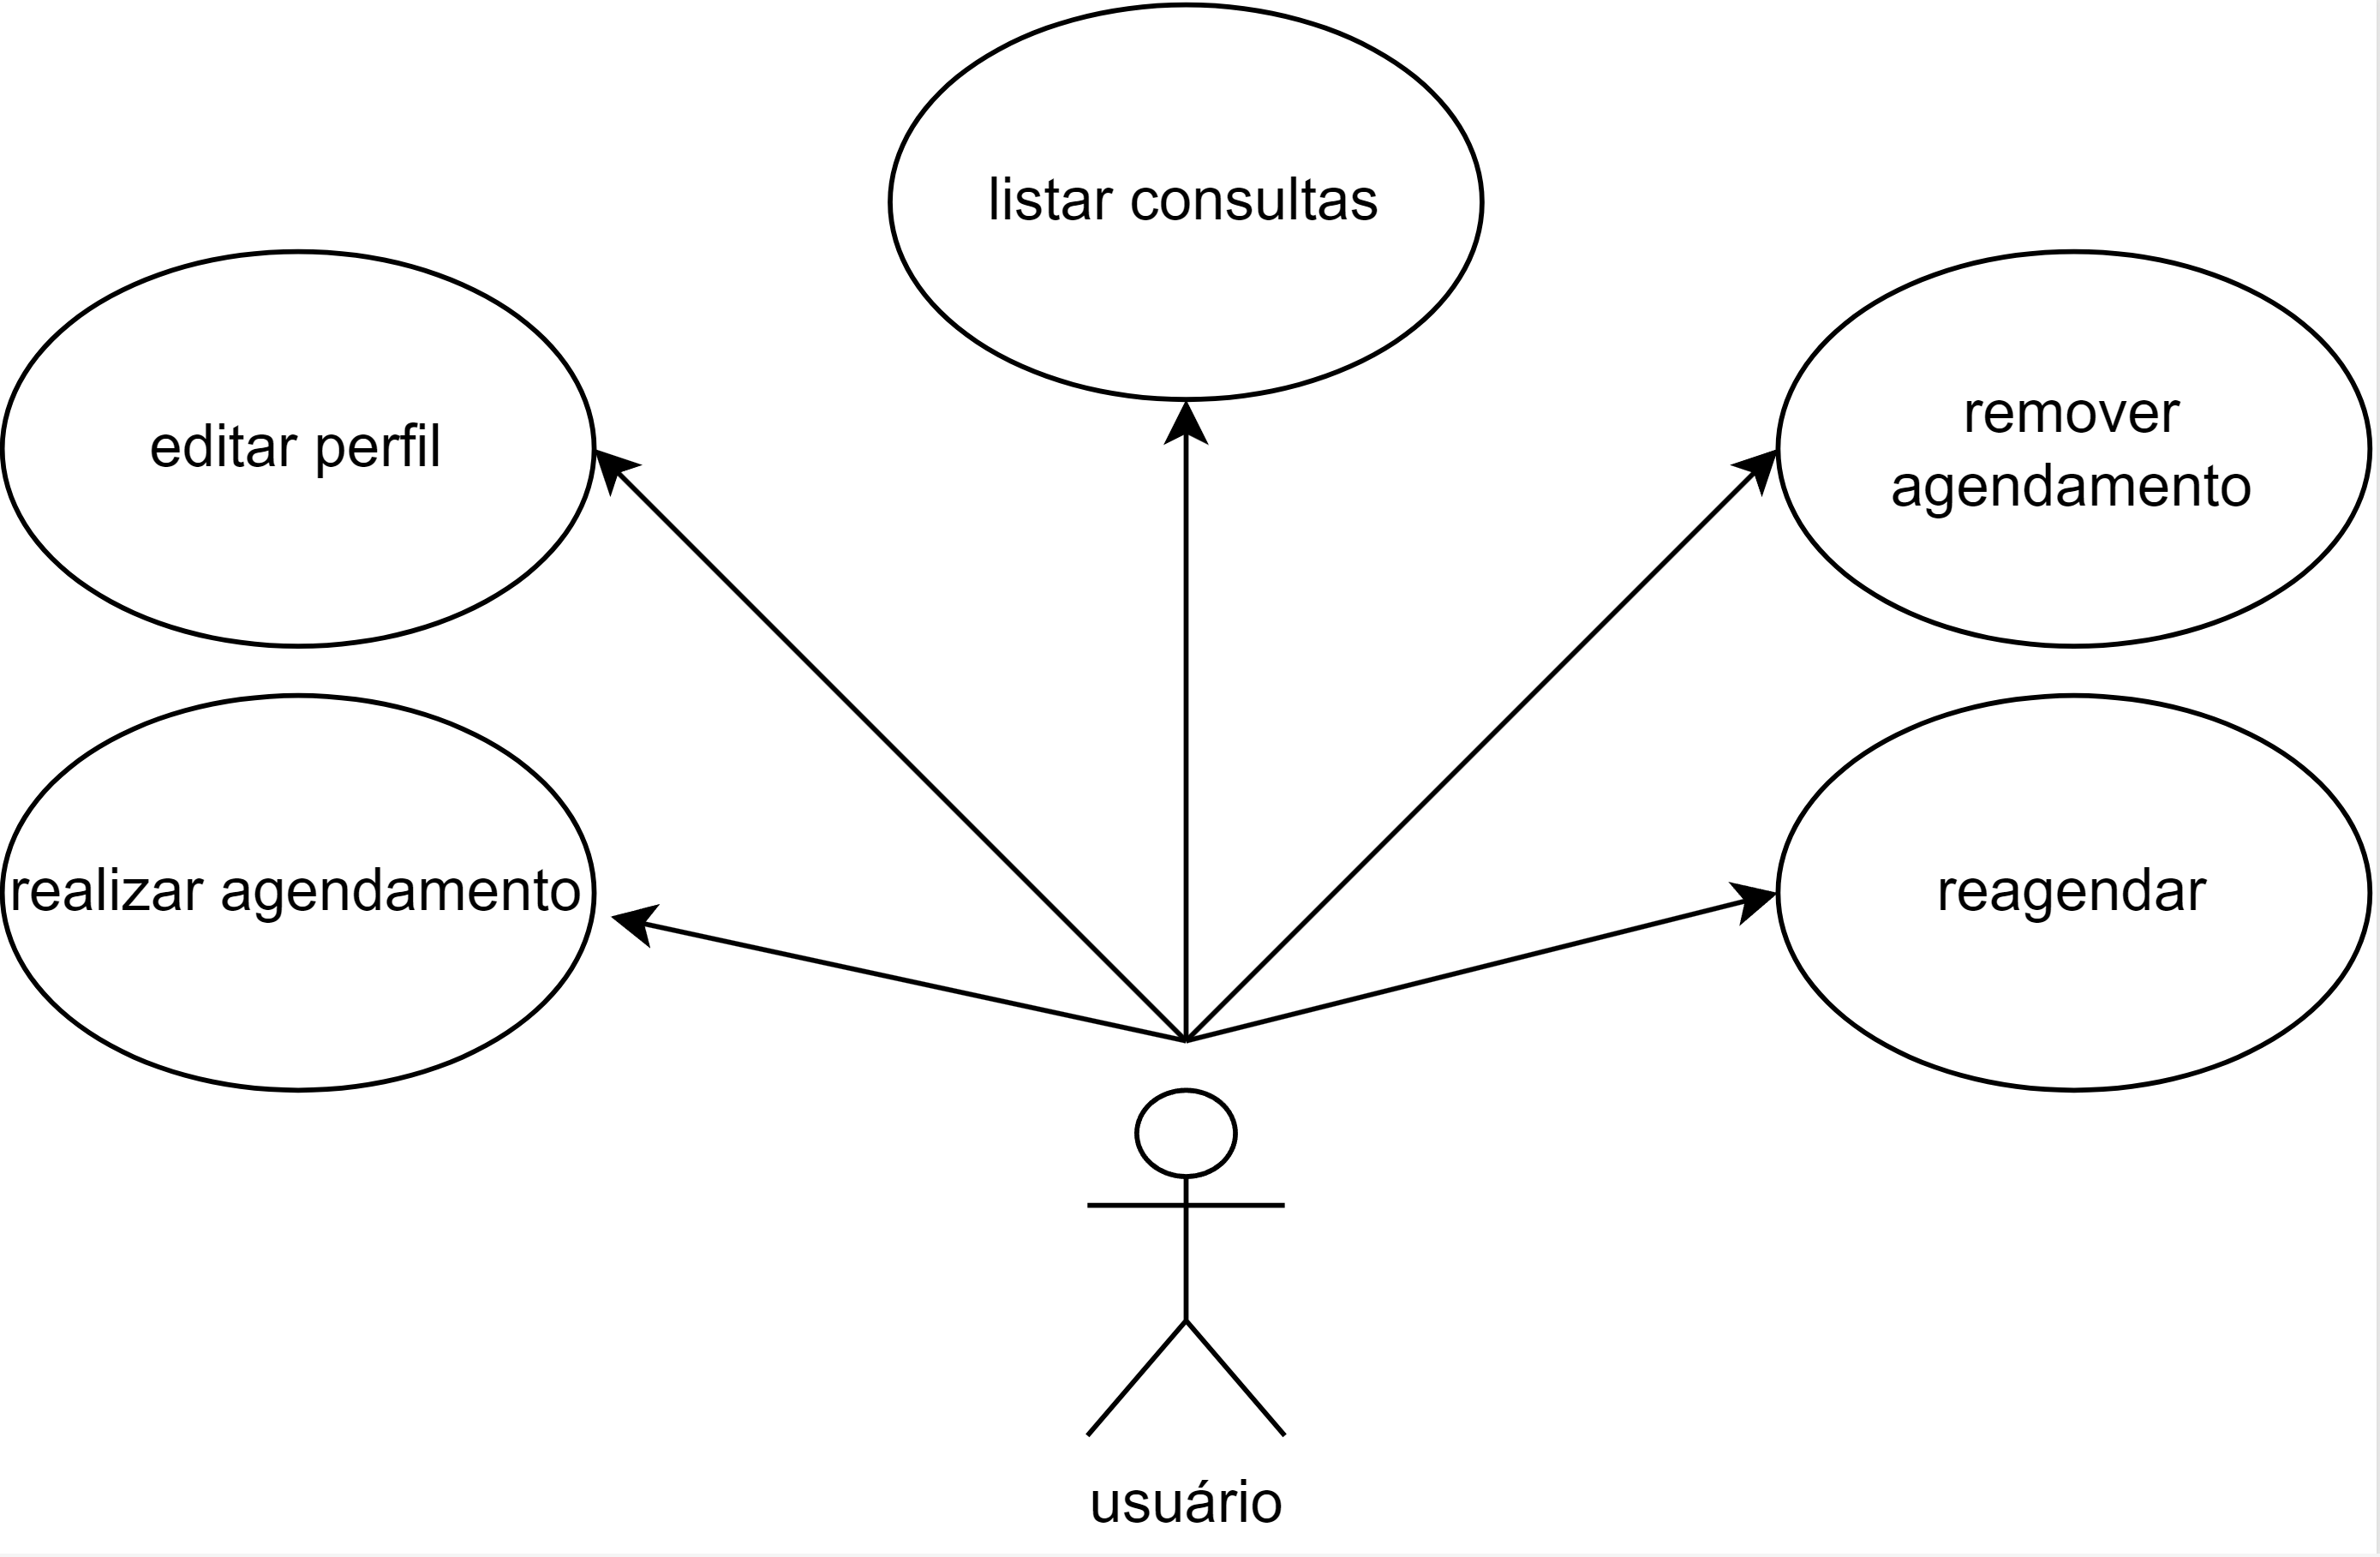 listar consultas
editar perfil
remover
agendamento
realizar agendamento
reagendar
usuário